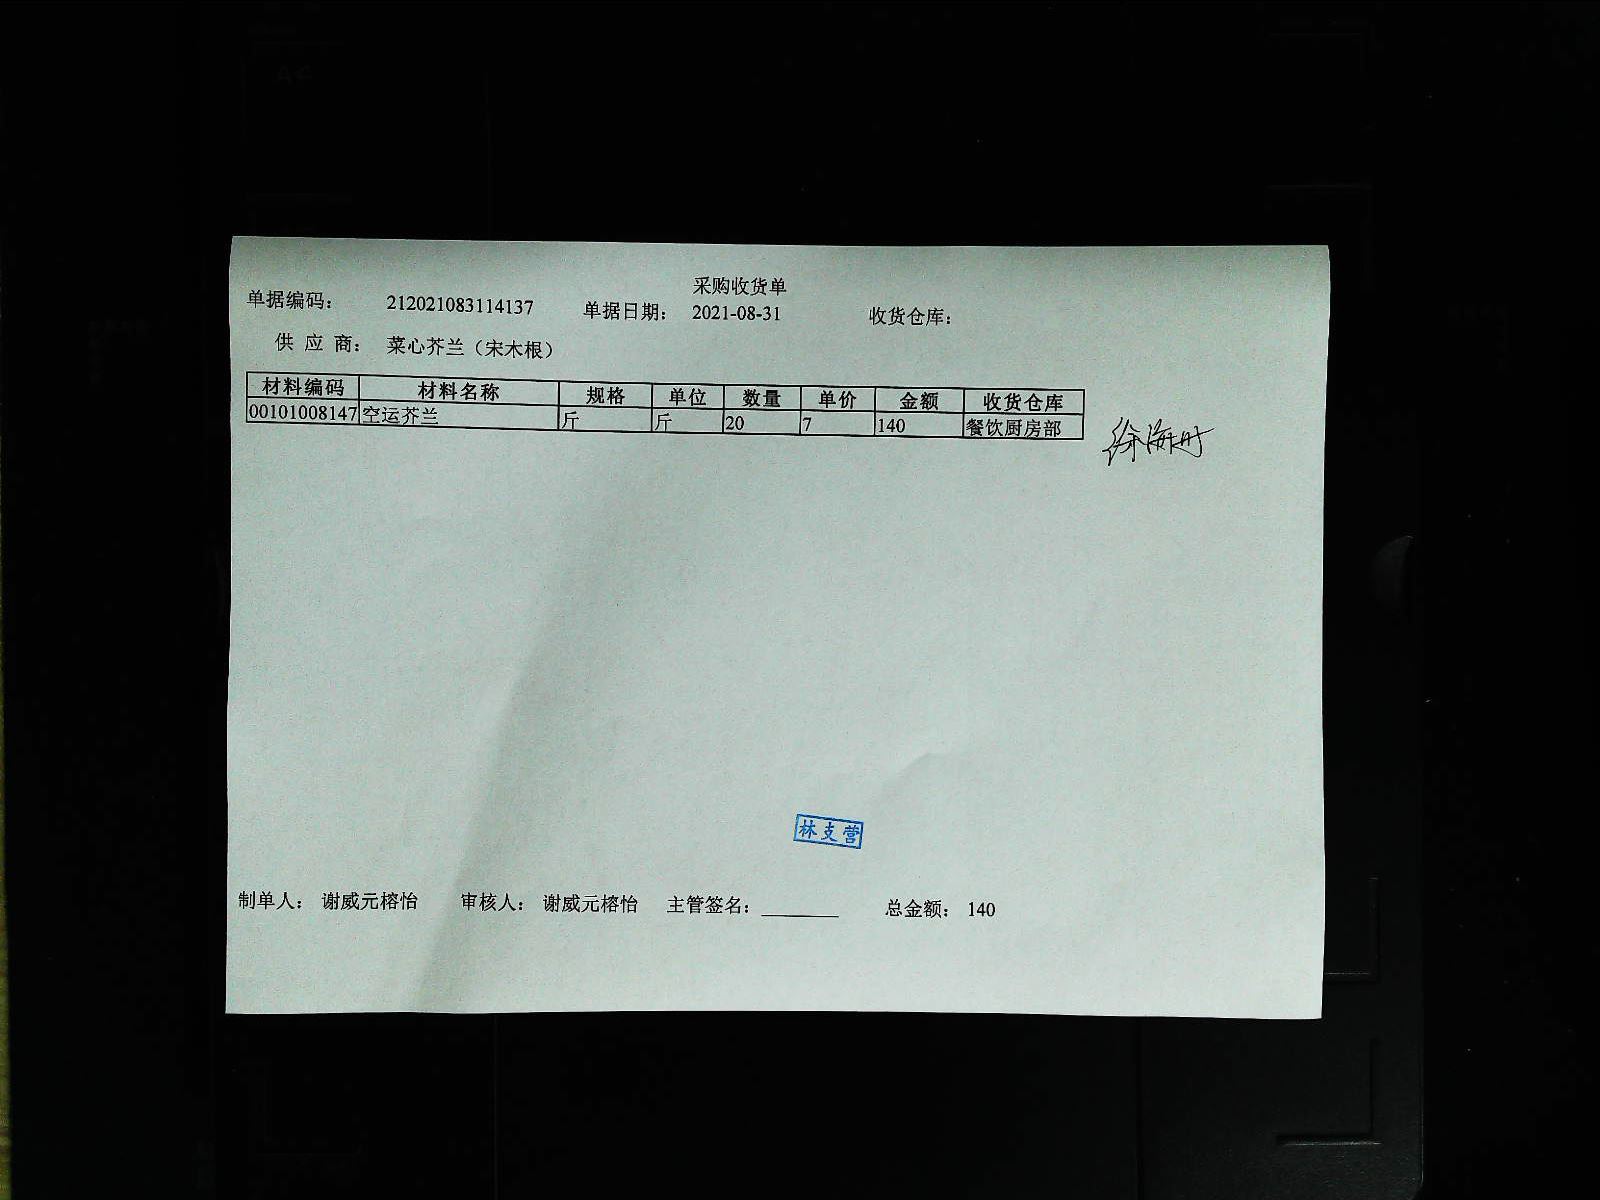 采购收货单
单据编码： 212021083114137 单据日期： 2021-08-31 收货仓库：
供 应 商： 菜心芥兰（宋木根）
材料编码 材料名称 规格 单位 数量 单价 金额 收货仓库
00101008147 空运芥兰 斤 斤 20 7 140 餐饮厨房部
林支营
制单人： 谢威元榕怡 审核人： 谢威元榕怡 主管签名： 总金额： 140